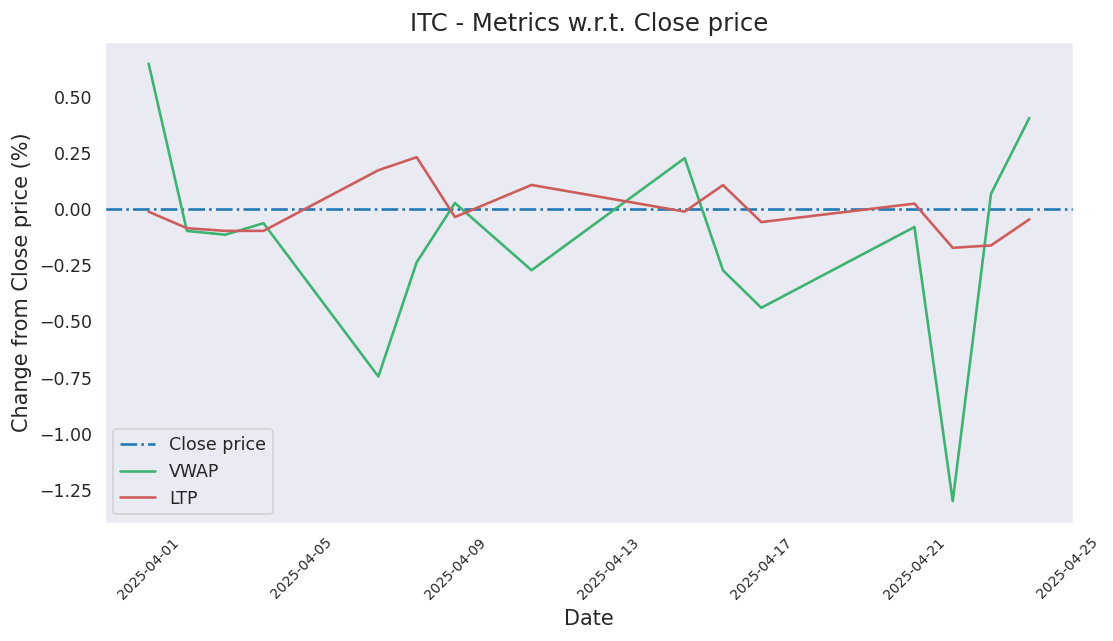 ITC - Metrics w.r.t. Close price
Change from Close price (%)
0.50
0.25
0.00
−0.25
−0.50
−0.75
−1.00
−1.25
Close price
VWAP
LTP
2025-04-01
2025-04-05
2025-04-09
2025-04-13
2025-04-17
2025-04-21
2025-04-25
Date